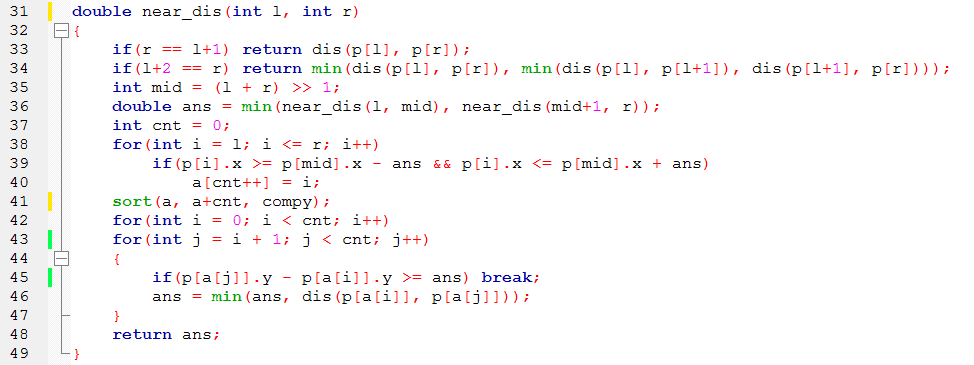 31 double near_dis(int l, int r)
32 {
33 if(r == l+1) return dis(p[l], p[r]);
34 if(l+2 == r) return min(dis(p[l], p[r]), min(dis(p[l], p[l+1]), dis(p[l+1], p[r])));
35 int mid = (l + r) >> 1;
36 double ans = min(near_dis(l, mid), near_dis(mid+1, r));
37 int cnt = 0;
38 for(int i = l; i <= r; i++)
39 if(p[i].x >= p[mid].x - ans && p[i].x <= p[mid].x + ans)
40 a[cnt++] = i;
41 sort(a, a+cnt, compy);
42 for(int i = 0; i < cnt; i++)
43 for(int j = i + 1; j < cnt; j++)
44 {
45 if(p[a[j]].y - p[a[i]].y >= ans) break;
46 ans = min(ans, dis(p[a[i]], p[a[j]]));
47 }
48 return ans;
49 }